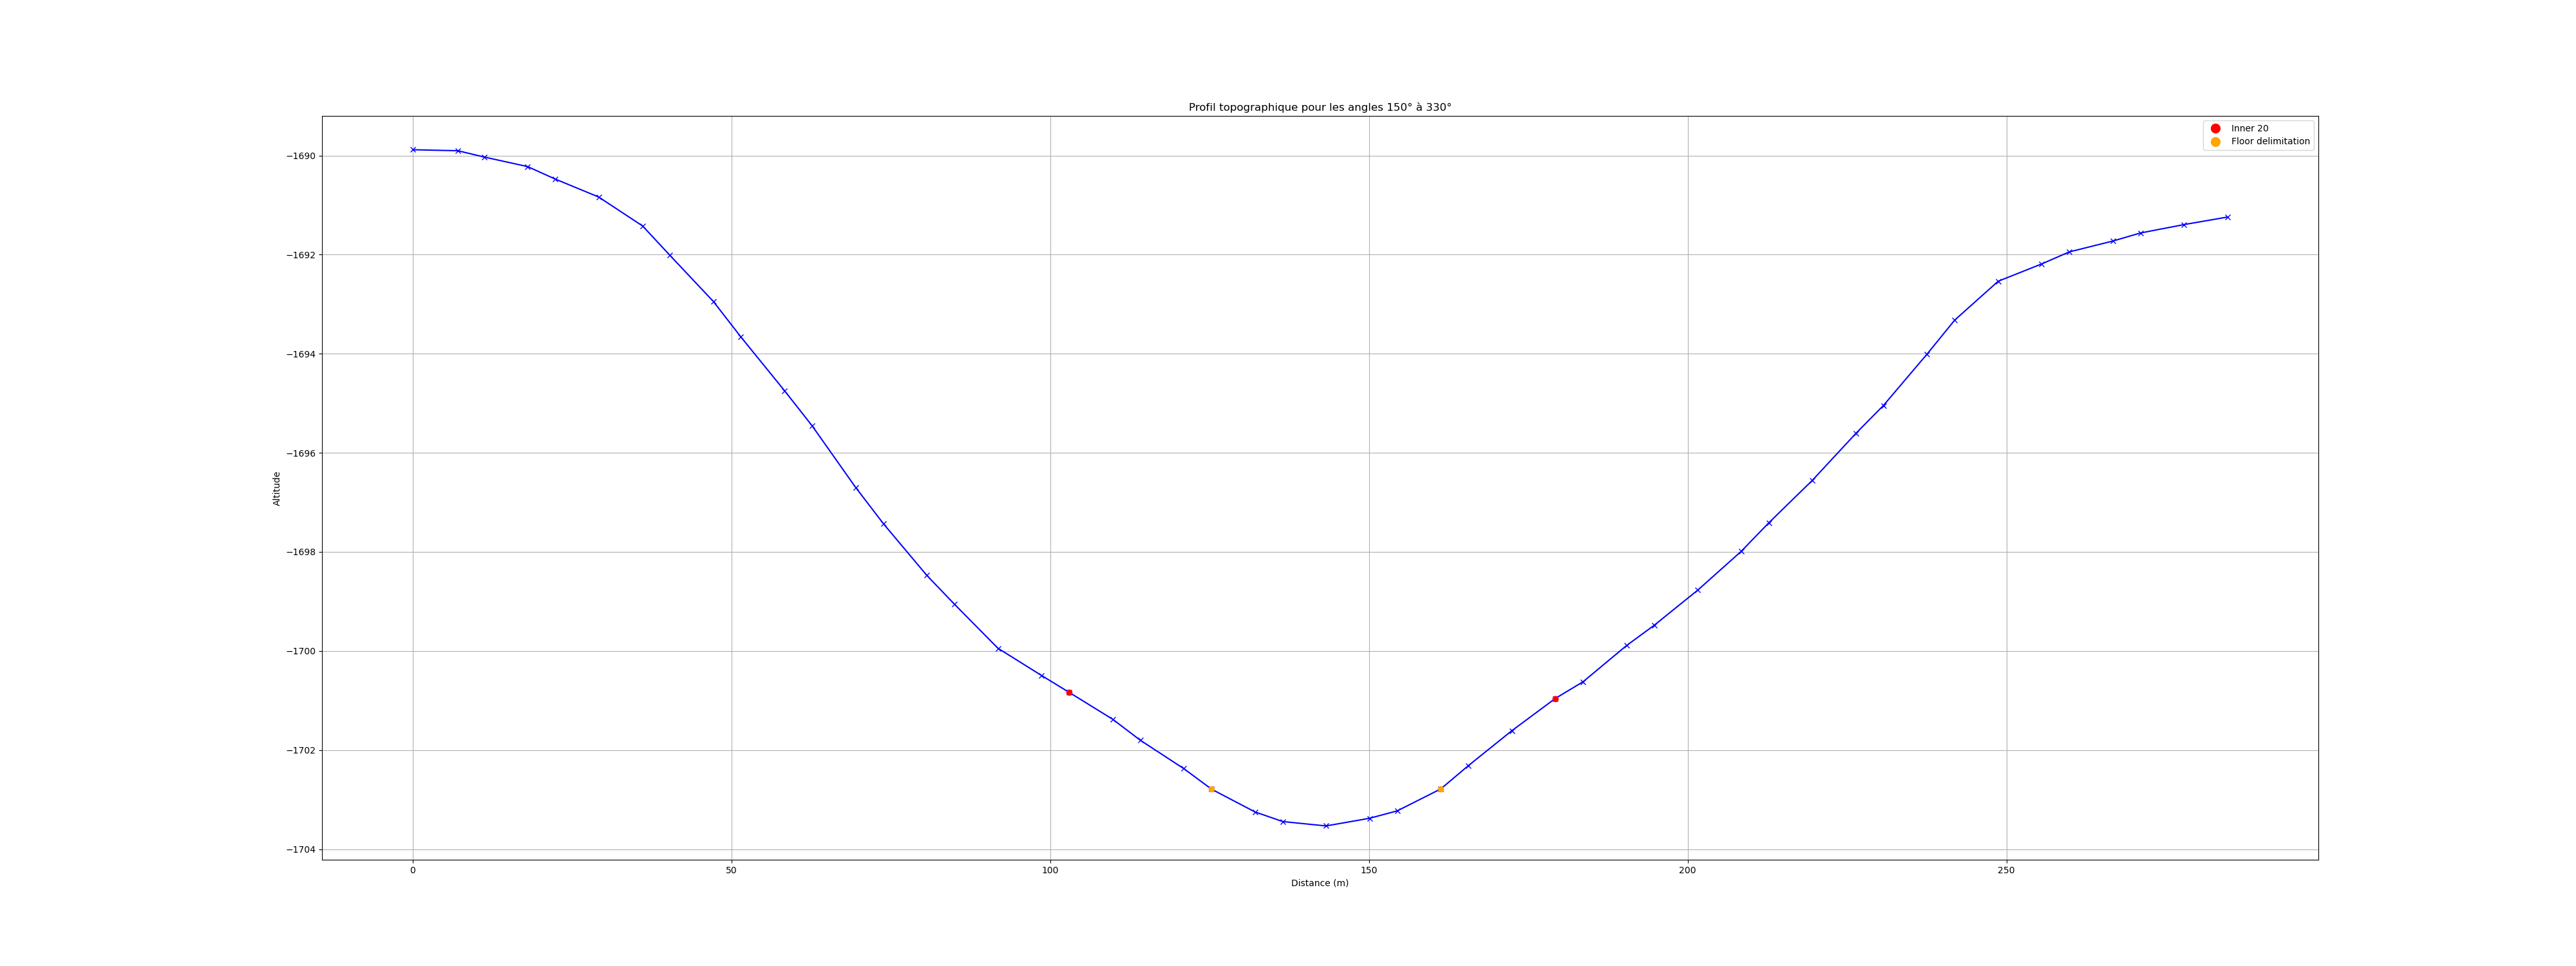 Profil topographique pour les angles 150° à 330°
Inner 20
Floor delimitation
−1690
−1692
−1694
−1696
−1698
−1700
−1702
−1704
Altitude
0 50 100 150 200 250
Distance (m)